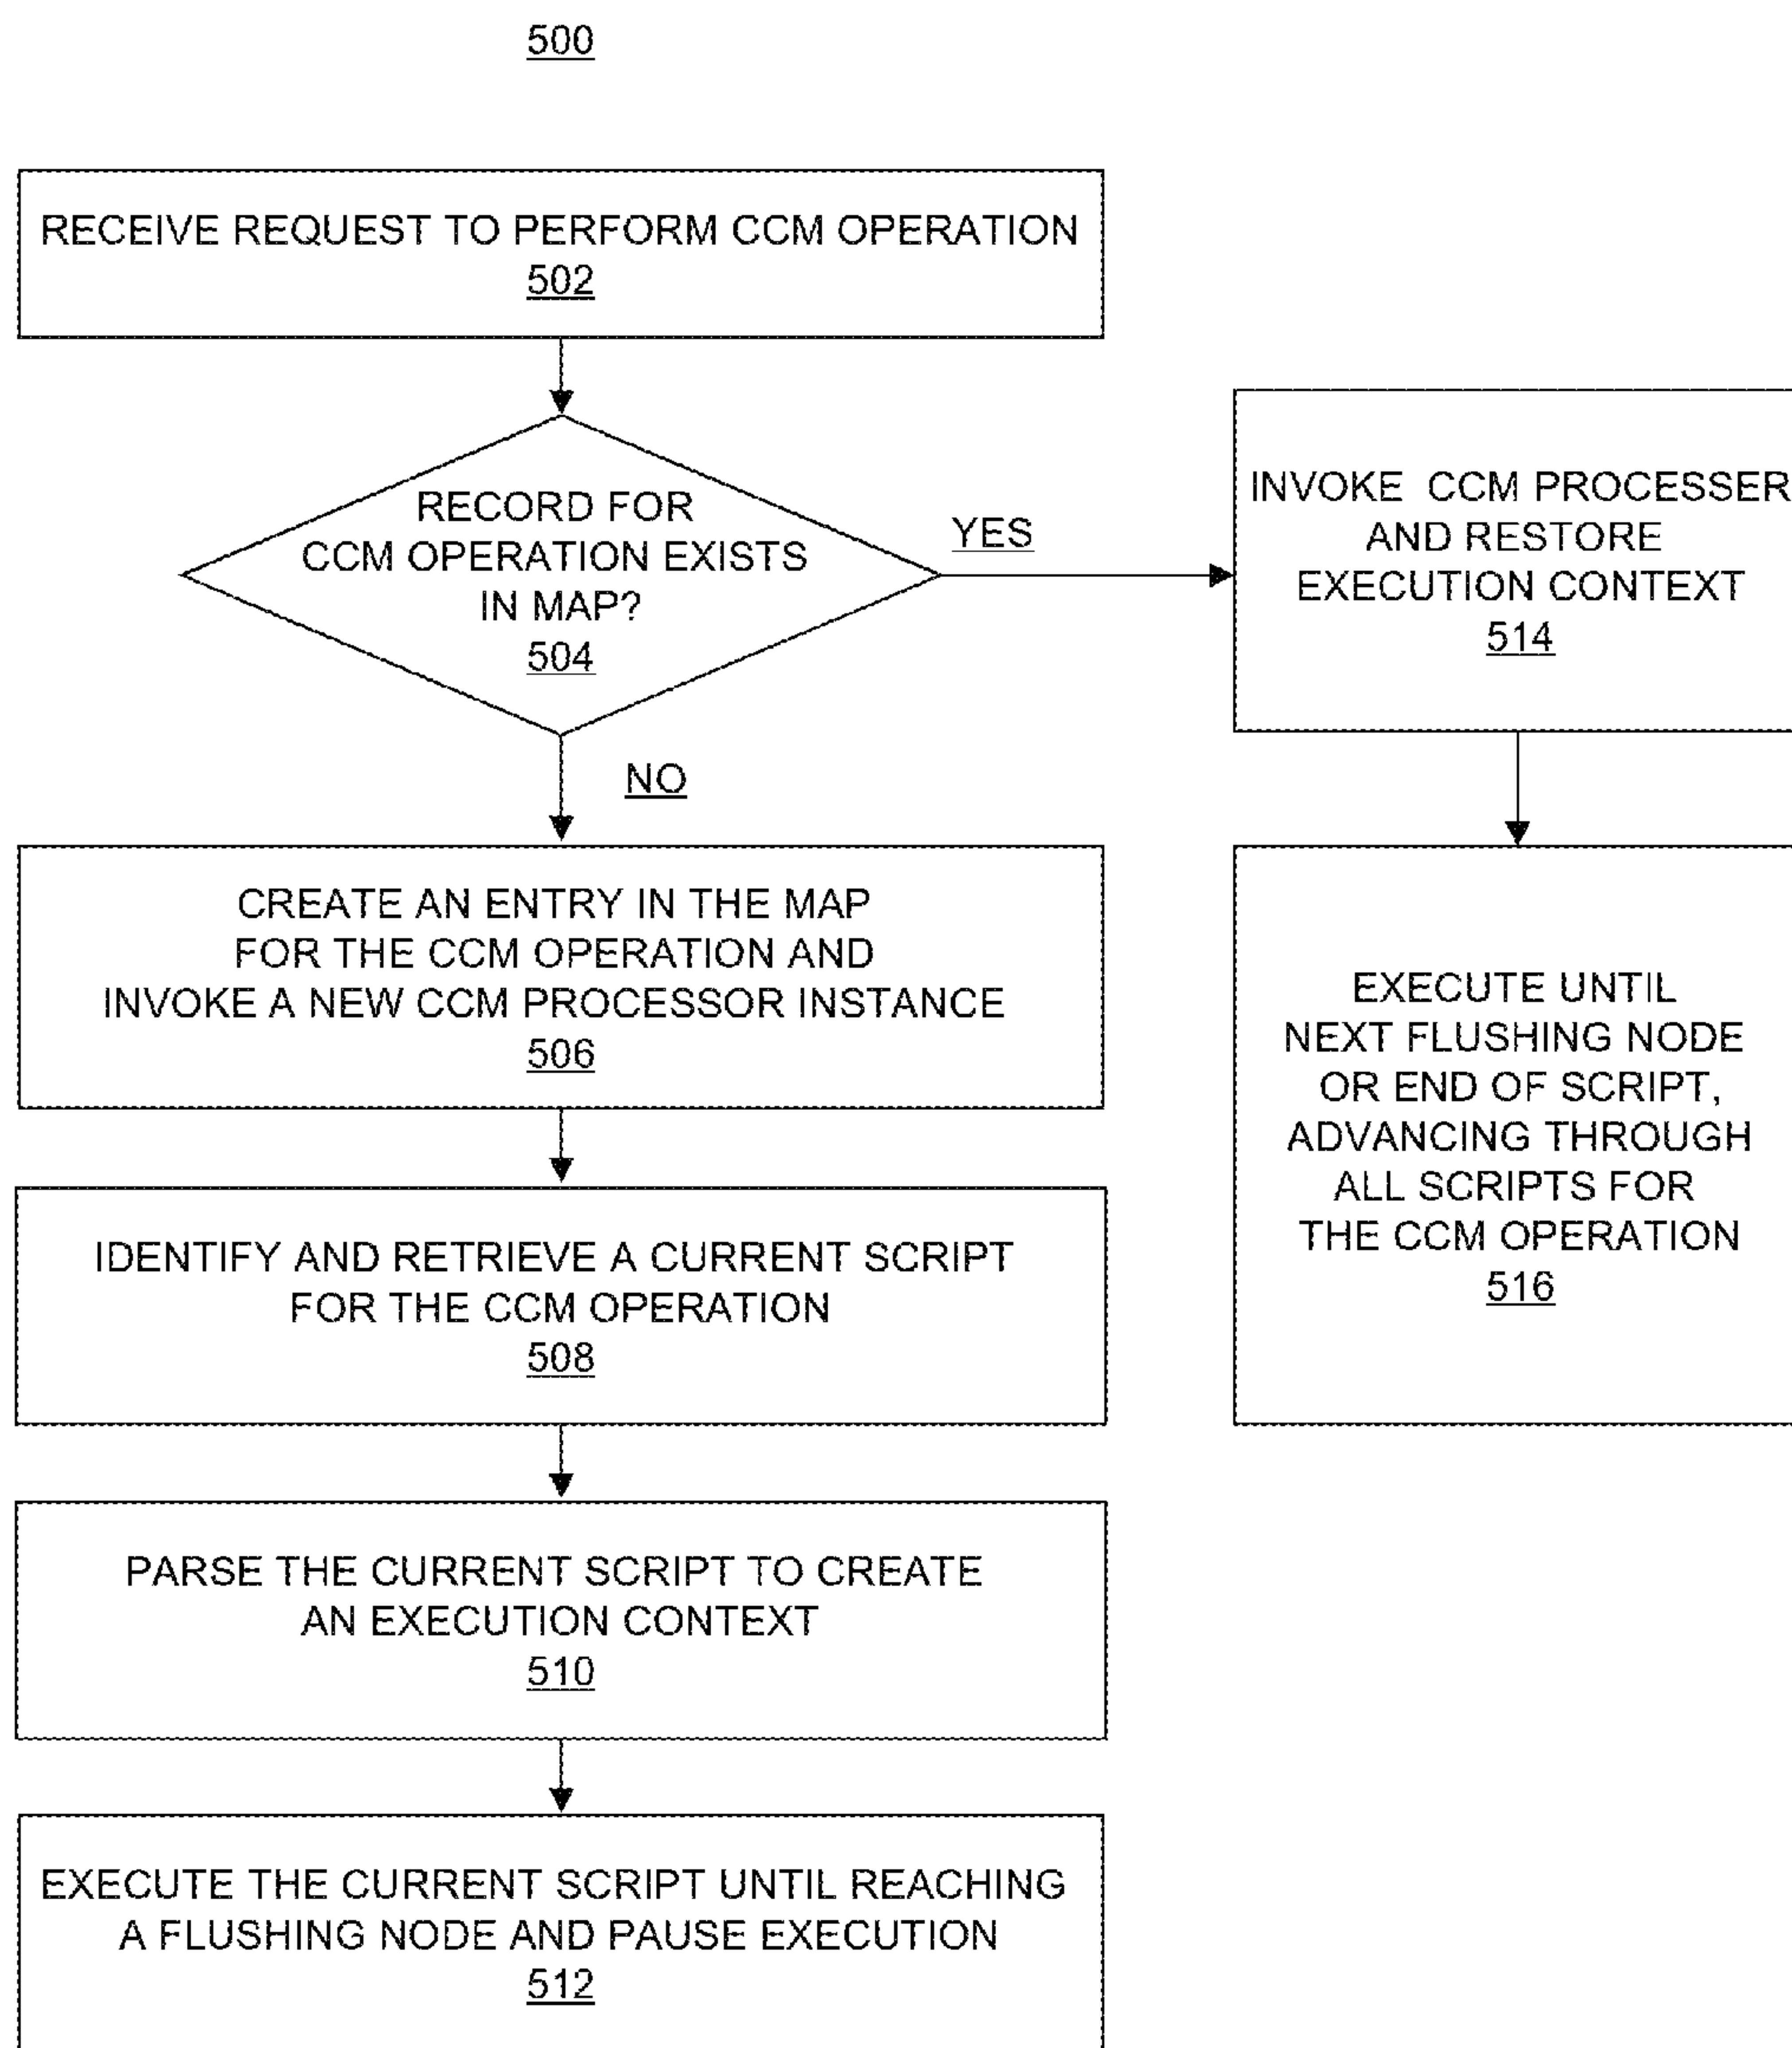 500
RECEIVE REQUEST TO PERFORM CCM OPERATION
502
RECORD FOR
CCM OPERATION EXISTS
IN MAP?
504
YES
NO
INVOKE CCM PROCESSER
AND RESTORE
EXECUTION CONTEXT
514
CREATE AN ENTRY IN THE MAP
FOR THE CCM OPERATION AND
INVOKE A NEW CCM PROCESSOR INSTANCE
506
EXECUTE UNTIL
NEXT FLUSHING NODE
OR END OF SCRIPT,
ADVANCING THROUGH
ALL SCRIPTS FOR
THE CCM OPERATION
516
IDENTIFY AND RETRIEVE A CURRENT SCRIPT
FOR THE CCM OPERATION
508
PARSE THE CURRENT SCRIPT TO CREATE
AN EXECUTION CONTEXT
510
EXECUTE THE CURRENT SCRIPT UNTIL REACHING
A FLUSHING NODE AND PAUSE EXECUTION
512